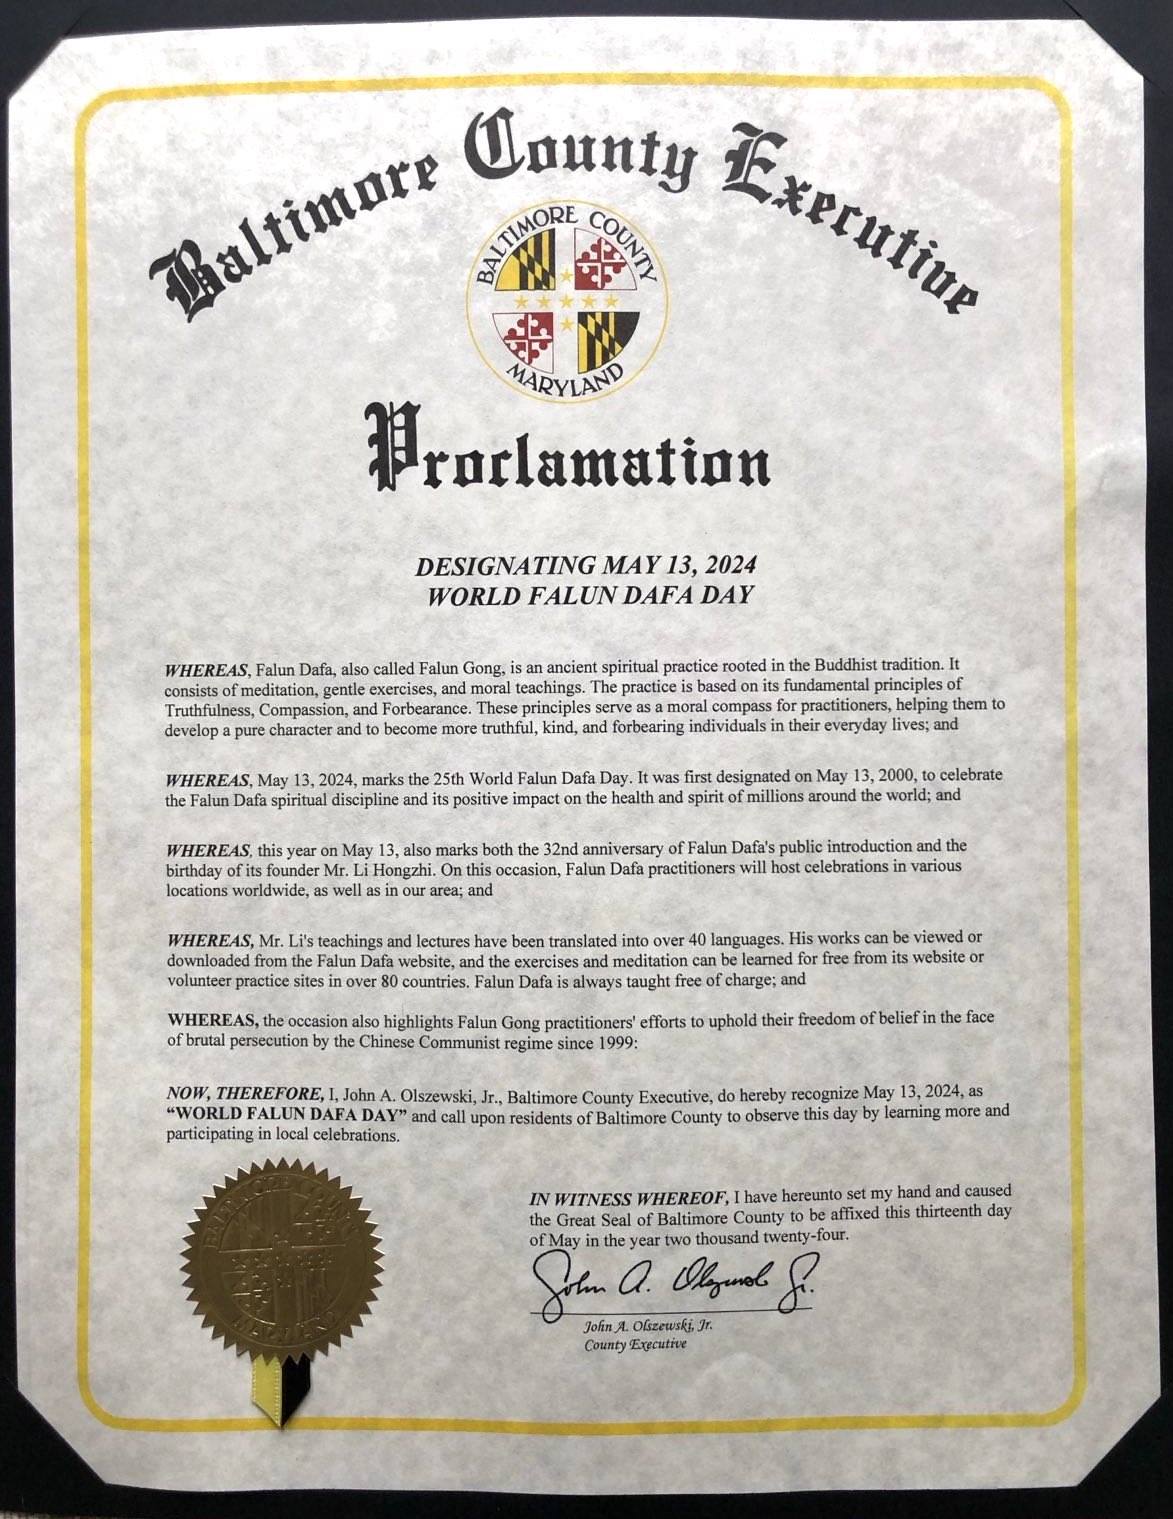 Baltimore County Executive
BALTIMORE COUNTY
MARYLAND
Proclamation
DESIGNATING MAY 13, 2024
WORLD FALUN DAFA DAY
WHEREAS, Falun Dafa, also called Falun Gong, is an ancient spiritual practice rooted in the Buddhist tradition. It
consists of meditation, gentle exercises, and moral teachings. The practice is based on its fundamental principles of
Truthfulness, Compassion, and Forbearance. These principles serve as a moral compass for practitioners, helping them to
develop a pure character and to become more truthful, kind, and forbearing individuals in their everyday lives; and
WHEREAS, May 13, 2024, marks the 25th World Falun Dafa Day. It was first designated on May 13, 2000, to celebrate
the Falun Dafa spiritual discipline and its positive impact on the health and spirit of millions around the world; and
WHEREAS, this year on May 13, also marks both the 32nd anniversary of Falun Dafa's public introduction and the
birthday of its founder Mr. Li Hongzhi. On this occasion, Falun Dafa practitioners will host celebrations in various
locations worldwide, as well as in our area; and
WHEREAS, Mr. Li's teachings and lectures have been translated into over 40 languages. His works can be viewed or
downloaded from the Falun Dafa website, and the exercises and meditation can be learned for free from its website or
volunteer practice sites in over 80 countries. Falun Dafa is always taught free of charge; and
WHEREAS, the occasion also highlights Falun Gong practitioners' efforts to uphold their freedom of belief in the face
of brutal persecution by the Chinese Communist regime since 1999:
NOW, THEREFORE, I, John A. Olszewski, Jr., Baltimore County Executive, do hereby recognize May 13, 2024, as
“WORLD FALUN DAFA DAY” and call upon residents of Baltimore County to observe this day by learning more and
participating in local celebrations.
BALTIMORE COUNTY
MARYLAND
IN WITNESS WHEREOF, I have hereunto set my hand and caused
the Great Seal of Baltimore County to be affixed this thirteenth day
of May in the year two thousand twenty-four.
John A. Olszewski Jr.
John A. Olszewski, Jr.
County Executive